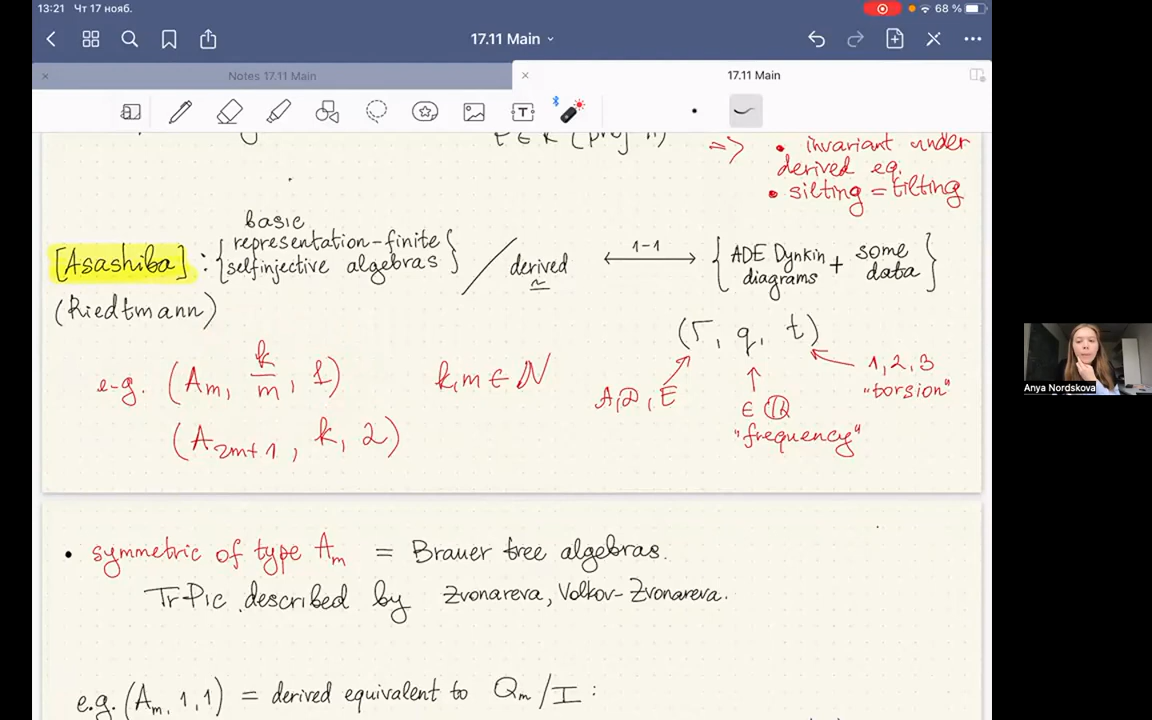 13:21 Чт 17 нояб.
68 %
17.11 Main
Notes 17.11 Main
17.11 Main
=> • invariant under
derived eq.
• silting = tilting
[Asashiba] : { basic
representation-finite
selfinjective algebras } / derived ~ ⟷ 1-1 { ADE Dynkin diagrams + some data }
(Riedtmann)
(Γ, q, t)
A, D, E
∈ ℚ
"frequency"
1, 2, 3
"torsion"
e.g. (A_m, k/m, 1) k, m ∈ ℕ
(A_{2m+1}, k, 2)
• symmetric of type A_m = Brauer tree algebras.
TrPic described by Zvonareva, Volkov-Zvonareva.
e.g. (A_m, 1, 1) = derived equivalent to Q_m / I :
Anya Nordskova